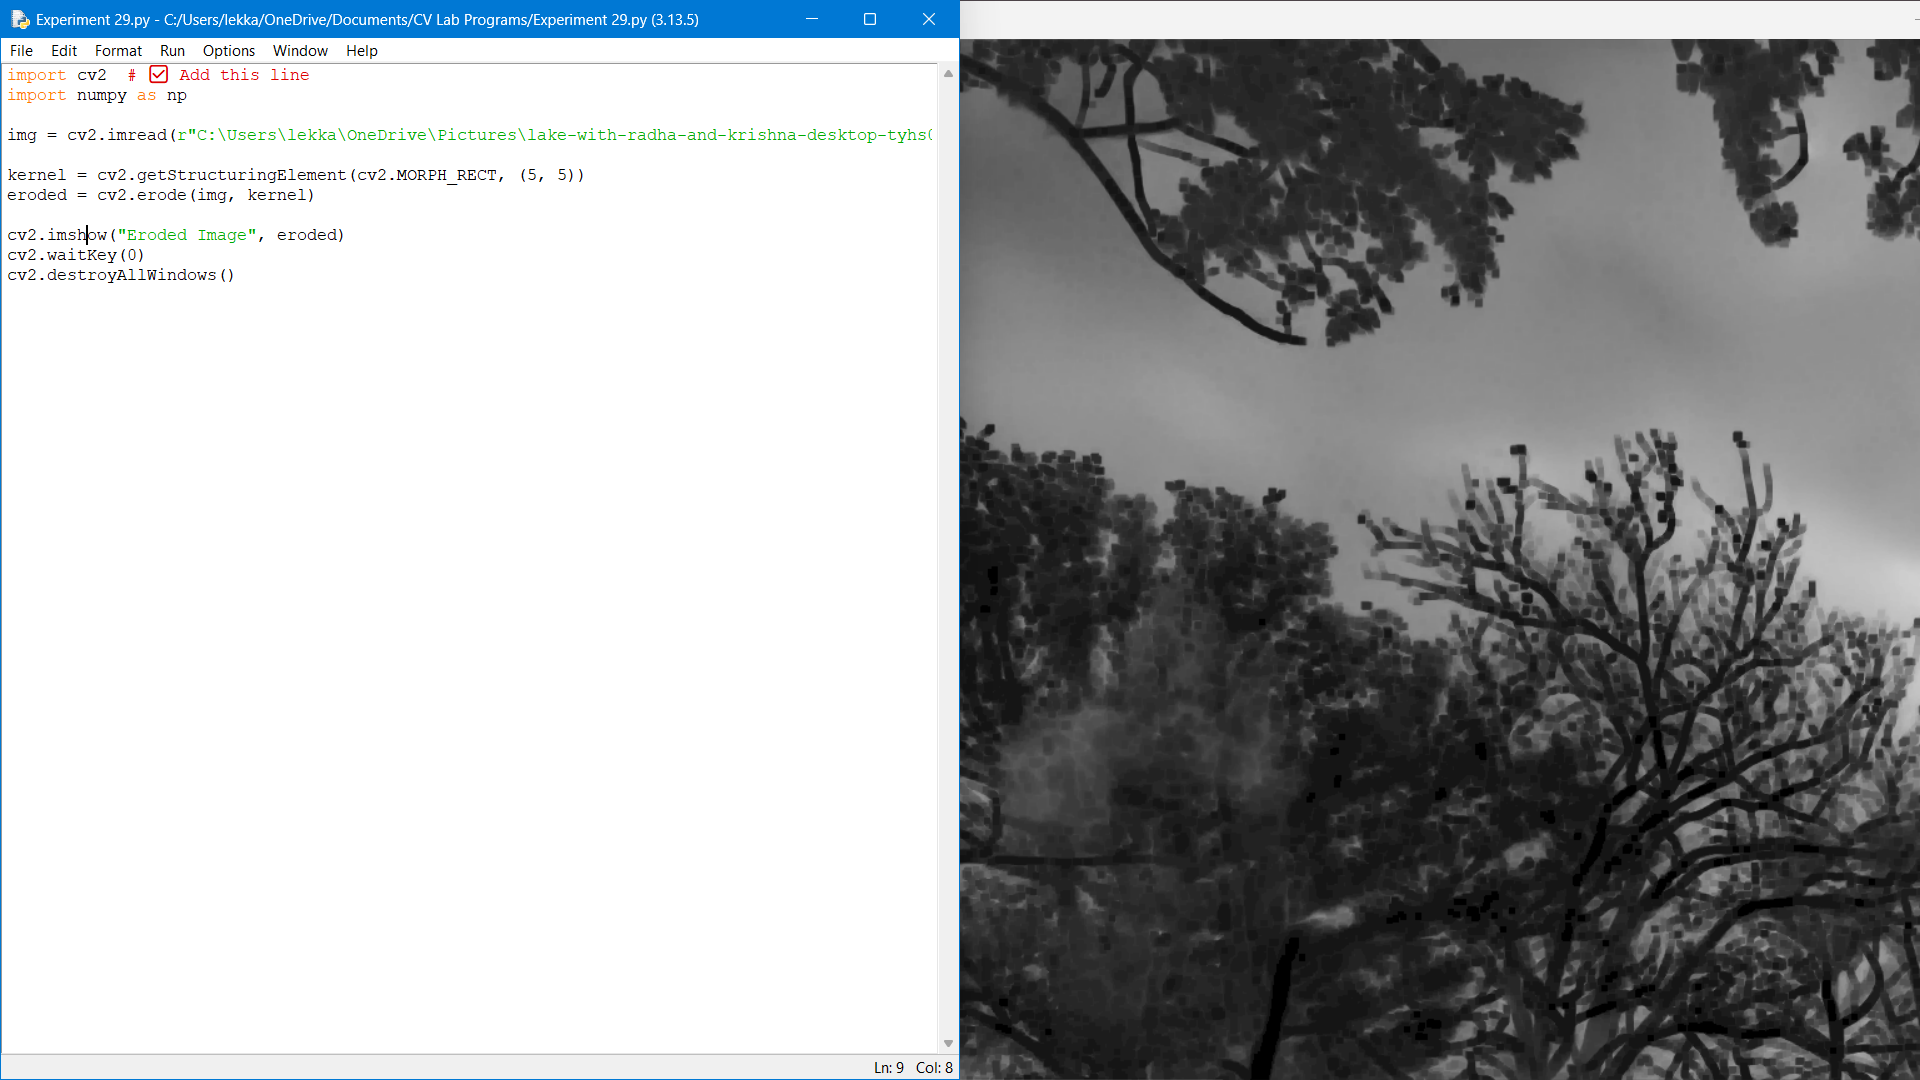 Experiment 29.py - C:/Users/lekka/OneDrive/Documents/CV Lab Programs/Experiment 29.py (3.13.5)
File Edit Format Run Options Window Help
import cv2  # ☑ Add this line
import numpy as np
img = cv2.imread(r"C:\Users\lekka\OneDrive\Pictures\lake-with-radha-and-krishna-desktop-tyhs
kernel = cv2.getStructuringElement(cv2.MORPH_RECT, (5, 5))
eroded = cv2.erode(img, kernel)
cv2.imshow("Eroded Image", eroded)
cv2.waitKey(0)
cv2.destroyAllWindows()
Ln: 9 Col: 8